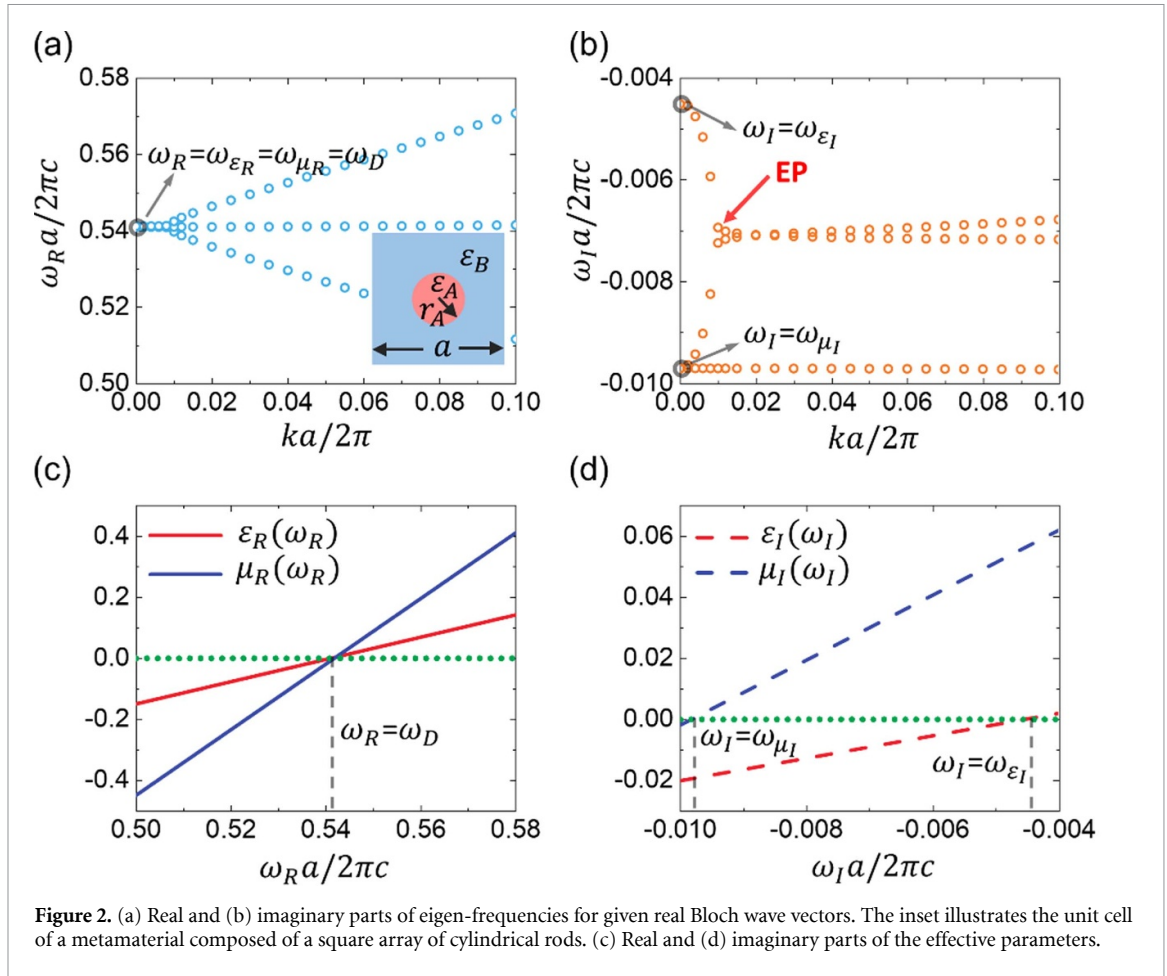 (a)
0.58
0.56
0.54
0.52
0.50
ω_R a/2πc
ω_R=ω_{ε_R}=ω_{μ_R}=ω_D
ε_B
ε_A
r_A
a
0.00 0.02 0.04 0.06 0.08 0.10
ka/2π
(b)
-0.004
-0.006
-0.008
-0.010
ω_I a/2πc
ω_I=ω_{ε_I}
EP
ω_I=ω_{μ_I}
0.00 0.02 0.04 0.06 0.08 0.10
ka/2π
(c)
0.4
0.2
0.0
-0.2
-0.4
ε_R(ω_R)
μ_R(ω_R)
ω_R=ω_D
0.50 0.52 0.54 0.56 0.58
ω_R a/2πc
(d)
0.06
0.04
0.02
0.00
-0.02
ε_I(ω_I)
μ_I(ω_I)
ω_I=ω_{μ_I}
ω_I=ω_{ε_I}
-0.010 -0.008 -0.006 -0.004
ω_I a/2πc
Figure 2. (a) Real and (b) imaginary parts of eigen-frequencies for given real Bloch wave vectors. The inset illustrates the unit cell
of a metamaterial composed of a square array of cylindrical rods. (c) Real and (d) imaginary parts of the effective parameters.